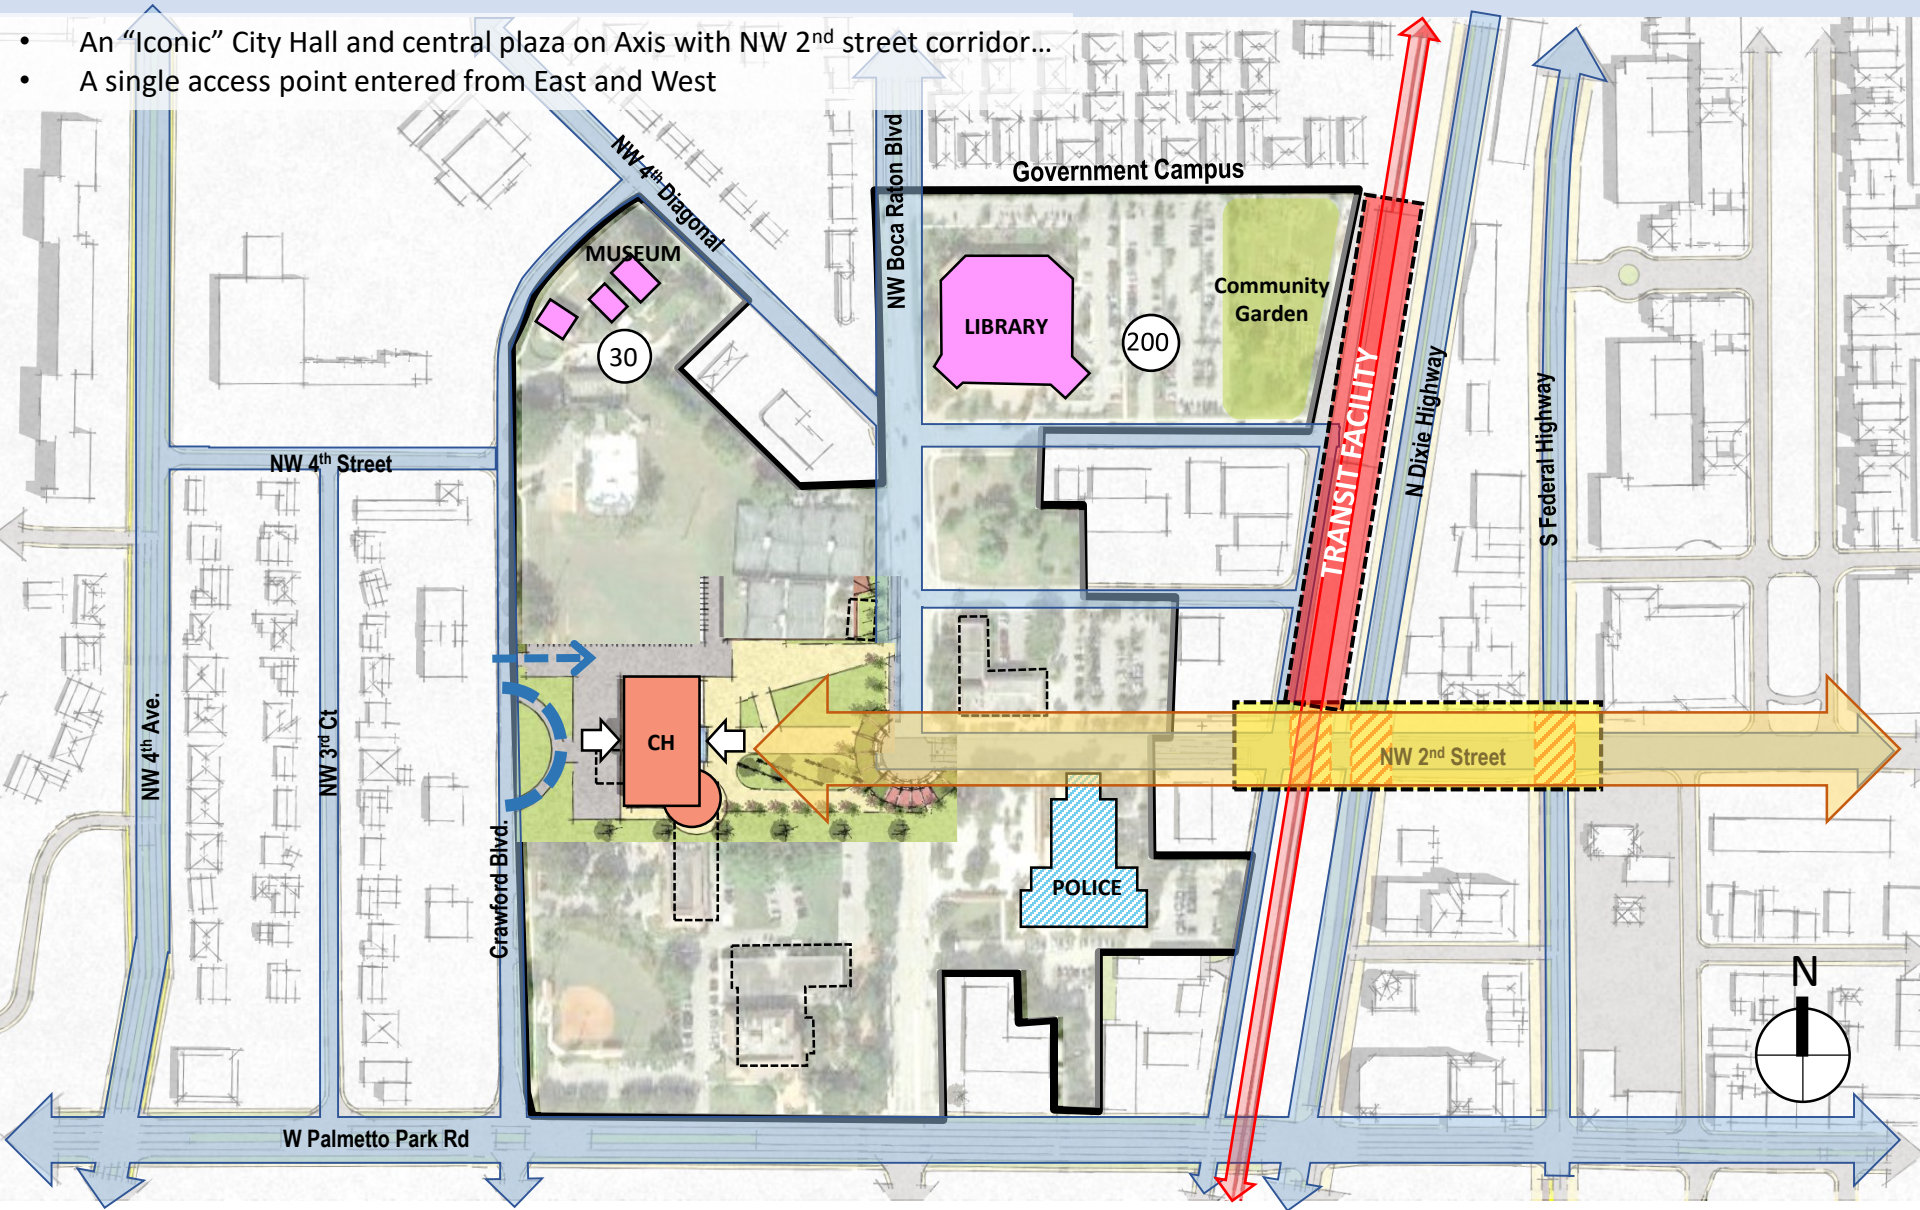 • An “Iconic” City Hall and central plaza on Axis with NW 2nd street corridor…
• A single access point entered from East and West
NW 4th Diagonal
NW Boca Raton Blvd
Government Campus
MUSEUM
30
LIBRARY
200
Community
Garden
TRANSIT FACILITY
N Dixie Highway
S Federal Highway
NW 4th Street
NW 4th Ave.
NW 3rd Ct
Crawford Blvd.
CH
NW 2nd Street
POLICE
N
W Palmetto Park Rd